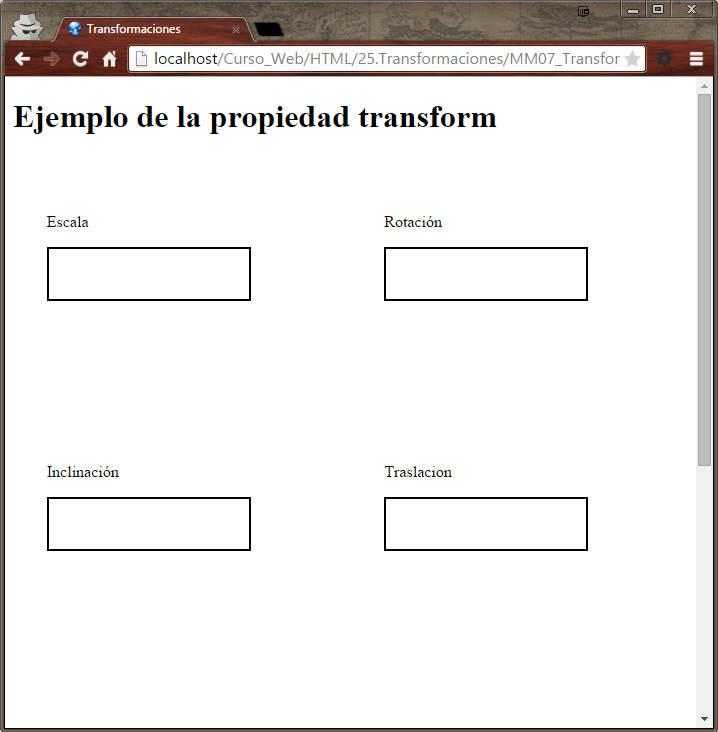 Transformaciones
localhost/Curso_Web/HTML/25.Transformaciones/MM07_Transfor
Ejemplo de la propiedad transform
Escala
Rotación
Inclinación
Traslacion